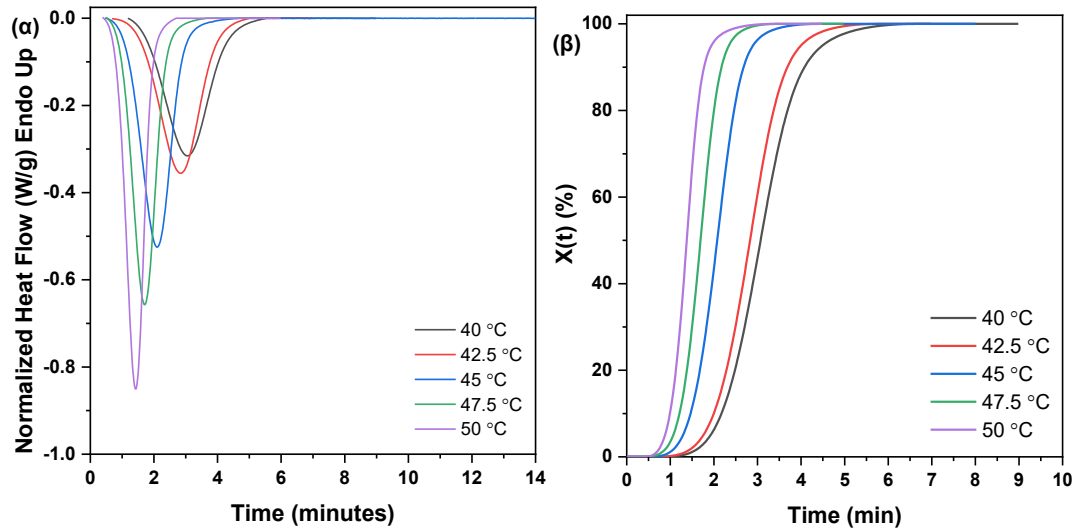 (α)
Normalized Heat Flow (W/g) Endo Up
0.0
-0.2
-0.4
-0.6
-0.8
-1.0
0 2 4 6 8 10 12 14
Time (minutes)
40 °C
42.5 °C
45 °C
47.5 °C
50 °C
(β)
X(t) (%)
100
80
60
40
20
0
0 1 2 3 4 5 6 7 8 9 10
Time (min)
40 °C
42.5 °C
45 °C
47.5 °C
50 °C